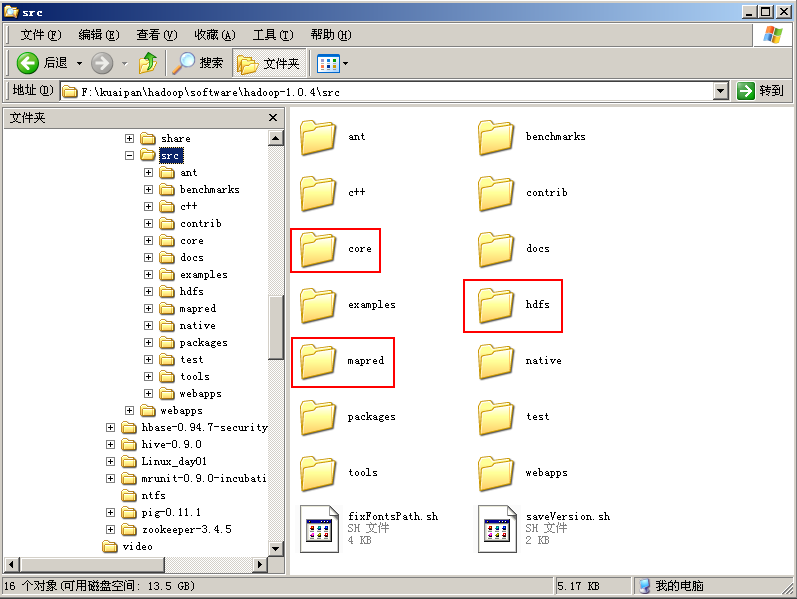 src
文件(F) 编辑(E) 查看(V) 收藏(A) 工具(T) 帮助(H)
后退 搜索 文件夹
地址(D) F:\kuaipan\hadoop\software\hadoop-1.0.4\src 转到
文件夹
share
src
ant
benchmarks
c++
contrib
core
docs
examples
hdfs
mapred
native
packages
test
tools
webapps
webapps
hbase-0.94.7-security
hive-0.9.0
Linux_day01
mrunit-0.9.0-incubati
ntfs
pig-0.11.1
zookeeper-3.4.5
video
ant benchmarks
c++ contrib
core docs
examples hdfs
mapred native
packages test
tools webapps
fixFontsPath.sh
SH 文件
4 KB
saveVersion.sh
SH 文件
2 KB
16 个对象(可用磁盘空间: 13.5 GB) 5.17 KB 我的电脑